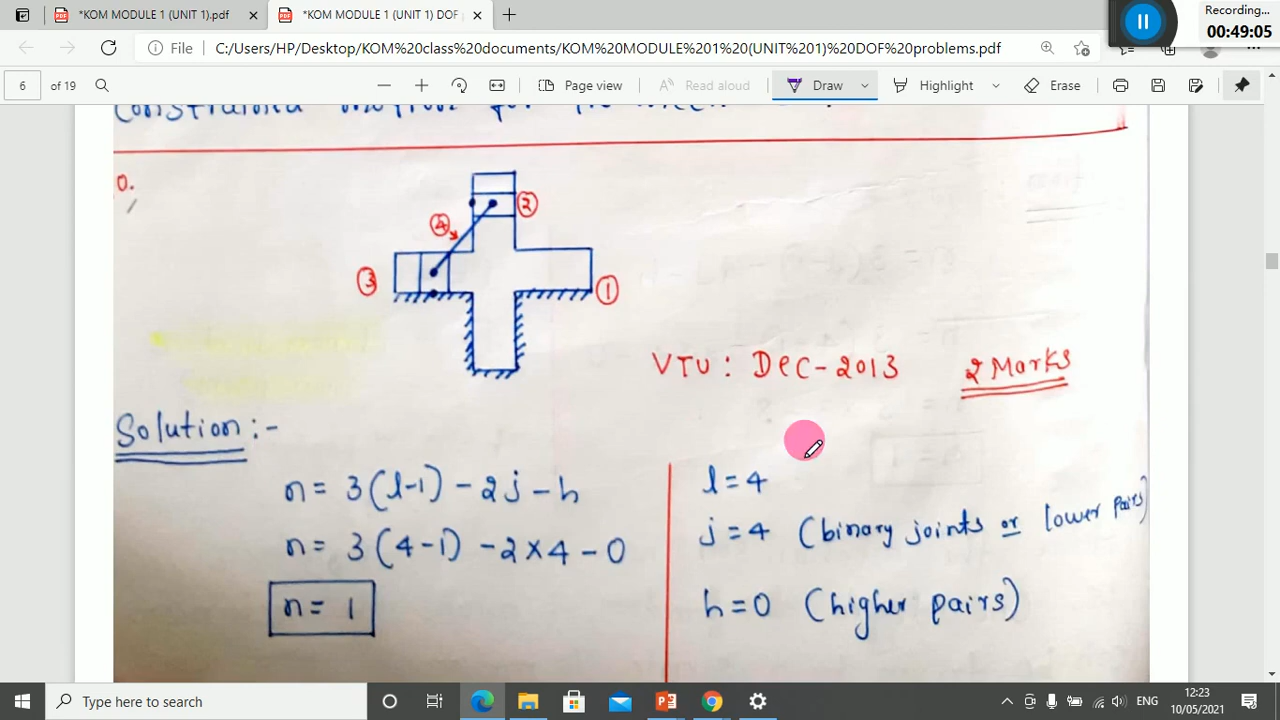 *KOM MODULE 1 (UNIT 1).pdf
*KOM MODULE 1 (UNIT 1) DOF p
Recording...
00:49:05
File C:/Users/HP/Desktop/KOM%20class%20documents/KOM%20MODULE%201%20(UNIT%201)%20DOF%20problems.pdf
6 of 19 Page view Read aloud Draw Highlight Erase
0.
②
④
③
①
VTU : Dec-2013 2 Marks
Solution:-
n = 3(l-1) - 2j - h
n = 3(4-1) - 2×4 - 0
n = 1
l = 4
j = 4 (binary joints or lower pairs)
h = 0 (higher pairs)
Type here to search
ENG
12:23
10/05/2021